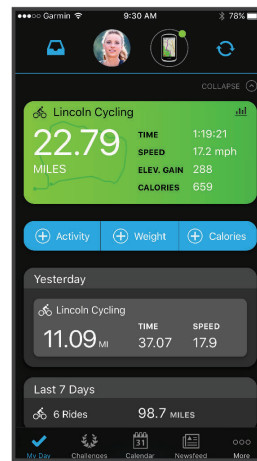 ●●●○○ Garmin 9:30 AM 78%
COLLAPSE
Lincoln Cycling
22.79 MILES
TIME 1:19:21
SPEED 17.2 mph
ELEV. GAIN 288
CALORIES 659
+ Activity + Weight + Calories
Yesterday
Lincoln Cycling
11.09 MI
TIME SPEED
37.07 17.9
Last 7 Days
6 Rides 98.7 MILES
31
My Day Challenges Calendar Newsfeed More